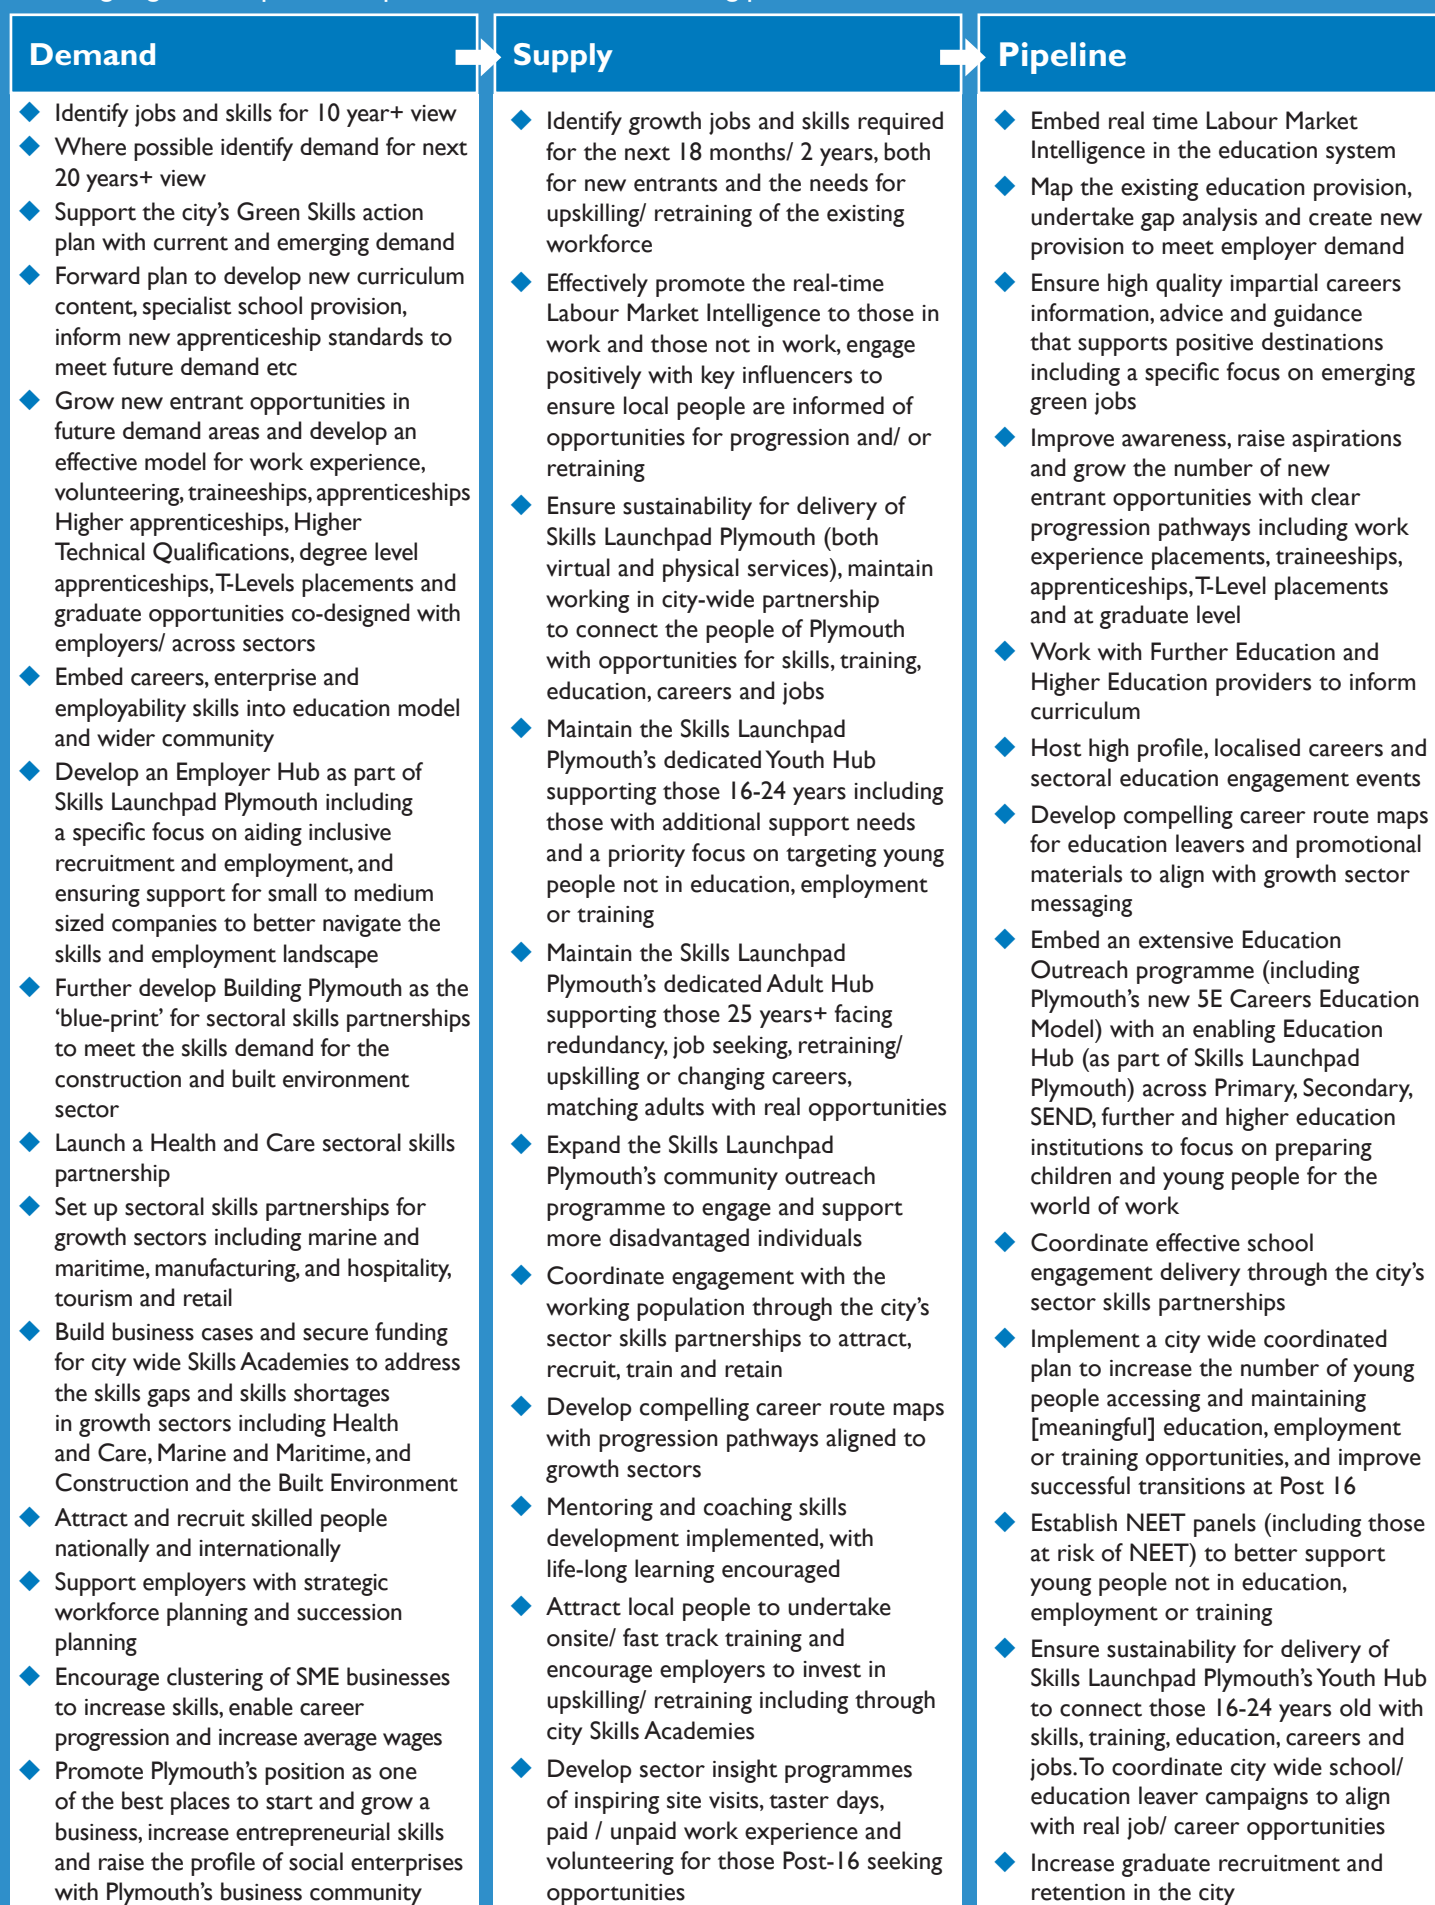 Demand
Identify jobs and skills for 10 year+ view
Where possible identify demand for next
20 years+ view
Support the city's Green Skills action
plan with current and emerging demand
Forward plan to develop new curriculum
content, specialist school provision,
inform new apprenticeship standards to
meet future demand etc
Grow new entrant opportunities in
future demand areas and develop an
effective model for work experience,
volunteering, traineeships, apprenticeships
Higher apprenticeships, Higher
Technical Qualifications, degree level
apprenticeships, T-Levels placements and
graduate opportunities co-designed with
employers/ across sectors
Embed careers, enterprise and
employability skills into education model
and wider community
Develop an Employer Hub as part of
Skills Launchpad Plymouth including
a specific focus on aiding inclusive
recruitment and employment, and
ensuring support for small to medium
sized companies to better navigate the
skills and employment landscape
Further develop Building Plymouth as the
‘blue-print’ for sectoral skills partnerships
to meet the skills demand for the
construction and built environment
sector
Launch a Health and Care sectoral skills
partnership
Set up sectoral skills partnerships for
growth sectors including marine and
maritime, manufacturing, and hospitality,
tourism and retail
Build business cases and secure funding
for city wide Skills Academies to address
the skills gaps and skills shortages
in growth sectors including Health
and Care, Marine and Maritime, and
Construction and the Built Environment
Attract and recruit skilled people
nationally and internationally
Support employers with strategic
workforce planning and succession
planning
Encourage clustering of SME businesses
to increase skills, enable career
progression and increase average wages
Promote Plymouth's position as one
of the best places to start and grow a
business, increase entrepreneurial skills
and raise the profile of social enterprises
with Plymouth's business community
Supply
Identify growth jobs and skills required
for the next 18 months/ 2 years, both
for new entrants and the needs for
upskilling/ retraining of the existing
workforce
Effectively promote the real-time
Labour Market Intelligence to those in
work and those not in work, engage
positively with key influencers to
ensure local people are informed of
opportunities for progression and/ or
retraining
Ensure sustainability for delivery of
Skills Launchpad Plymouth (both
virtual and physical services), maintain
working in city-wide partnership
to connect the people of Plymouth
with opportunities for skills, training,
education, careers and jobs
Maintain the Skills Launchpad
Plymouth's dedicated Youth Hub
supporting those 16-24 years including
those with additional support needs
and a priority focus on targeting young
people not in education, employment
or training
Maintain the Skills Launchpad
Plymouth's dedicated Adult Hub
supporting those 25 years+ facing
redundancy, job seeking, retraining/
upskilling or changing careers,
matching adults with real opportunities
Expand the Skills Launchpad
Plymouth's community outreach
programme to engage and support
more disadvantaged individuals
Coordinate engagement with the
working population through the city's
sector skills partnerships to attract,
recruit, train and retain
Develop compelling career route maps
with progression pathways aligned to
growth sectors
Mentoring and coaching skills
development implemented, with
life-long learning encouraged
Attract local people to undertake
onsite/ fast track training and
encourage employers to invest in
upskilling/ retraining including through
city Skills Academies
Develop sector insight programmes
of inspiring site visits, taster days,
paid / unpaid work experience and
volunteering for those Post-16 seeking
opportunities
Pipeline
Embed real time Labour Market
Intelligence in the education system
Map the existing education provision,
undertake gap analysis and create new
provision to meet employer demand
Ensure high quality impartial careers
information, advice and guidance
that supports positive destinations
including a specific focus on emerging
green jobs
Improve awareness, raise aspirations
and grow the number of new
entrant opportunities with clear
progression pathways including work
experience placements, traineeships,
apprenticeships, T-Level placements
and at graduate level
Work with Further Education and
Higher Education providers to inform
curriculum
Host high profile, localised careers and
sectoral education engagement events
Develop compelling career route maps
for education leavers and promotional
materials to align with growth sector
messaging
Embed an extensive Education
Outreach programme (including
Plymouth's new 5E Careers Education
Model) with an enabling Education
Hub (as part of Skills Launchpad
Plymouth) across Primary, Secondary,
SEND, further and higher education
institutions to focus on preparing
children and young people for the
world of work
Coordinate effective school
engagement delivery through the city's
sector skills partnerships
Implement a city wide coordinated
plan to increase the number of young
people accessing and maintaining
[meaningful] education, employment
or training opportunities, and improve
successful transitions at Post 16
Establish NEET panels (including those
at risk of NEET) to better support
young people not in education,
employment or training
Ensure sustainability for delivery of
Skills Launchpad Plymouth's Youth Hub
to connect those 16-24 years old with
skills, training, education, careers and
jobs. To coordinate city wide school/
education leaver campaigns to align
with real job/ career opportunities
Increase graduate recruitment and
retention in the city